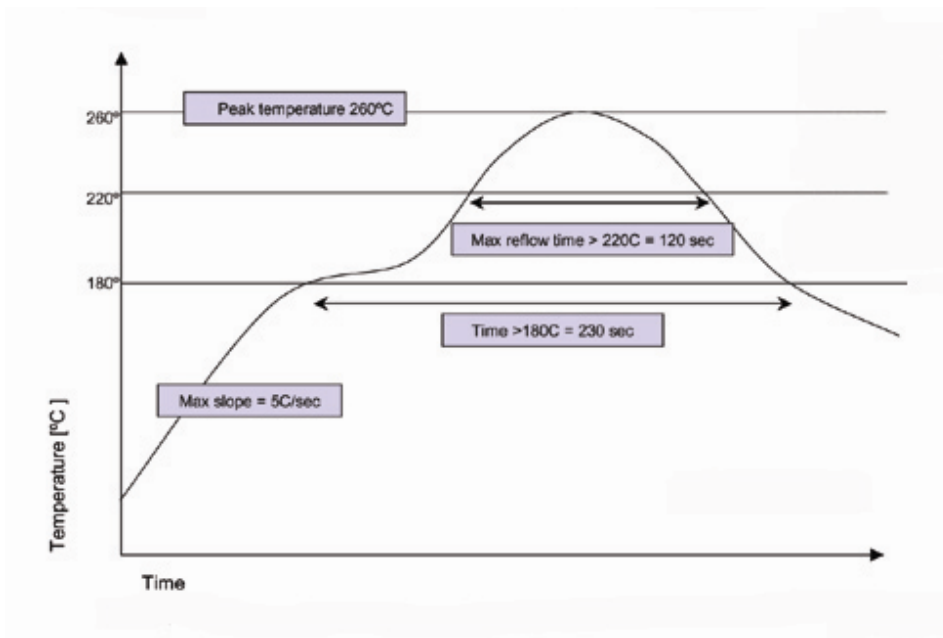 Peak temperature 260ºC
260º
220º
Max reflow time > 220C = 120 sec
180º
Time >180C = 230 sec
Max slope = 5C/sec
Temperature [ºC ]
Time